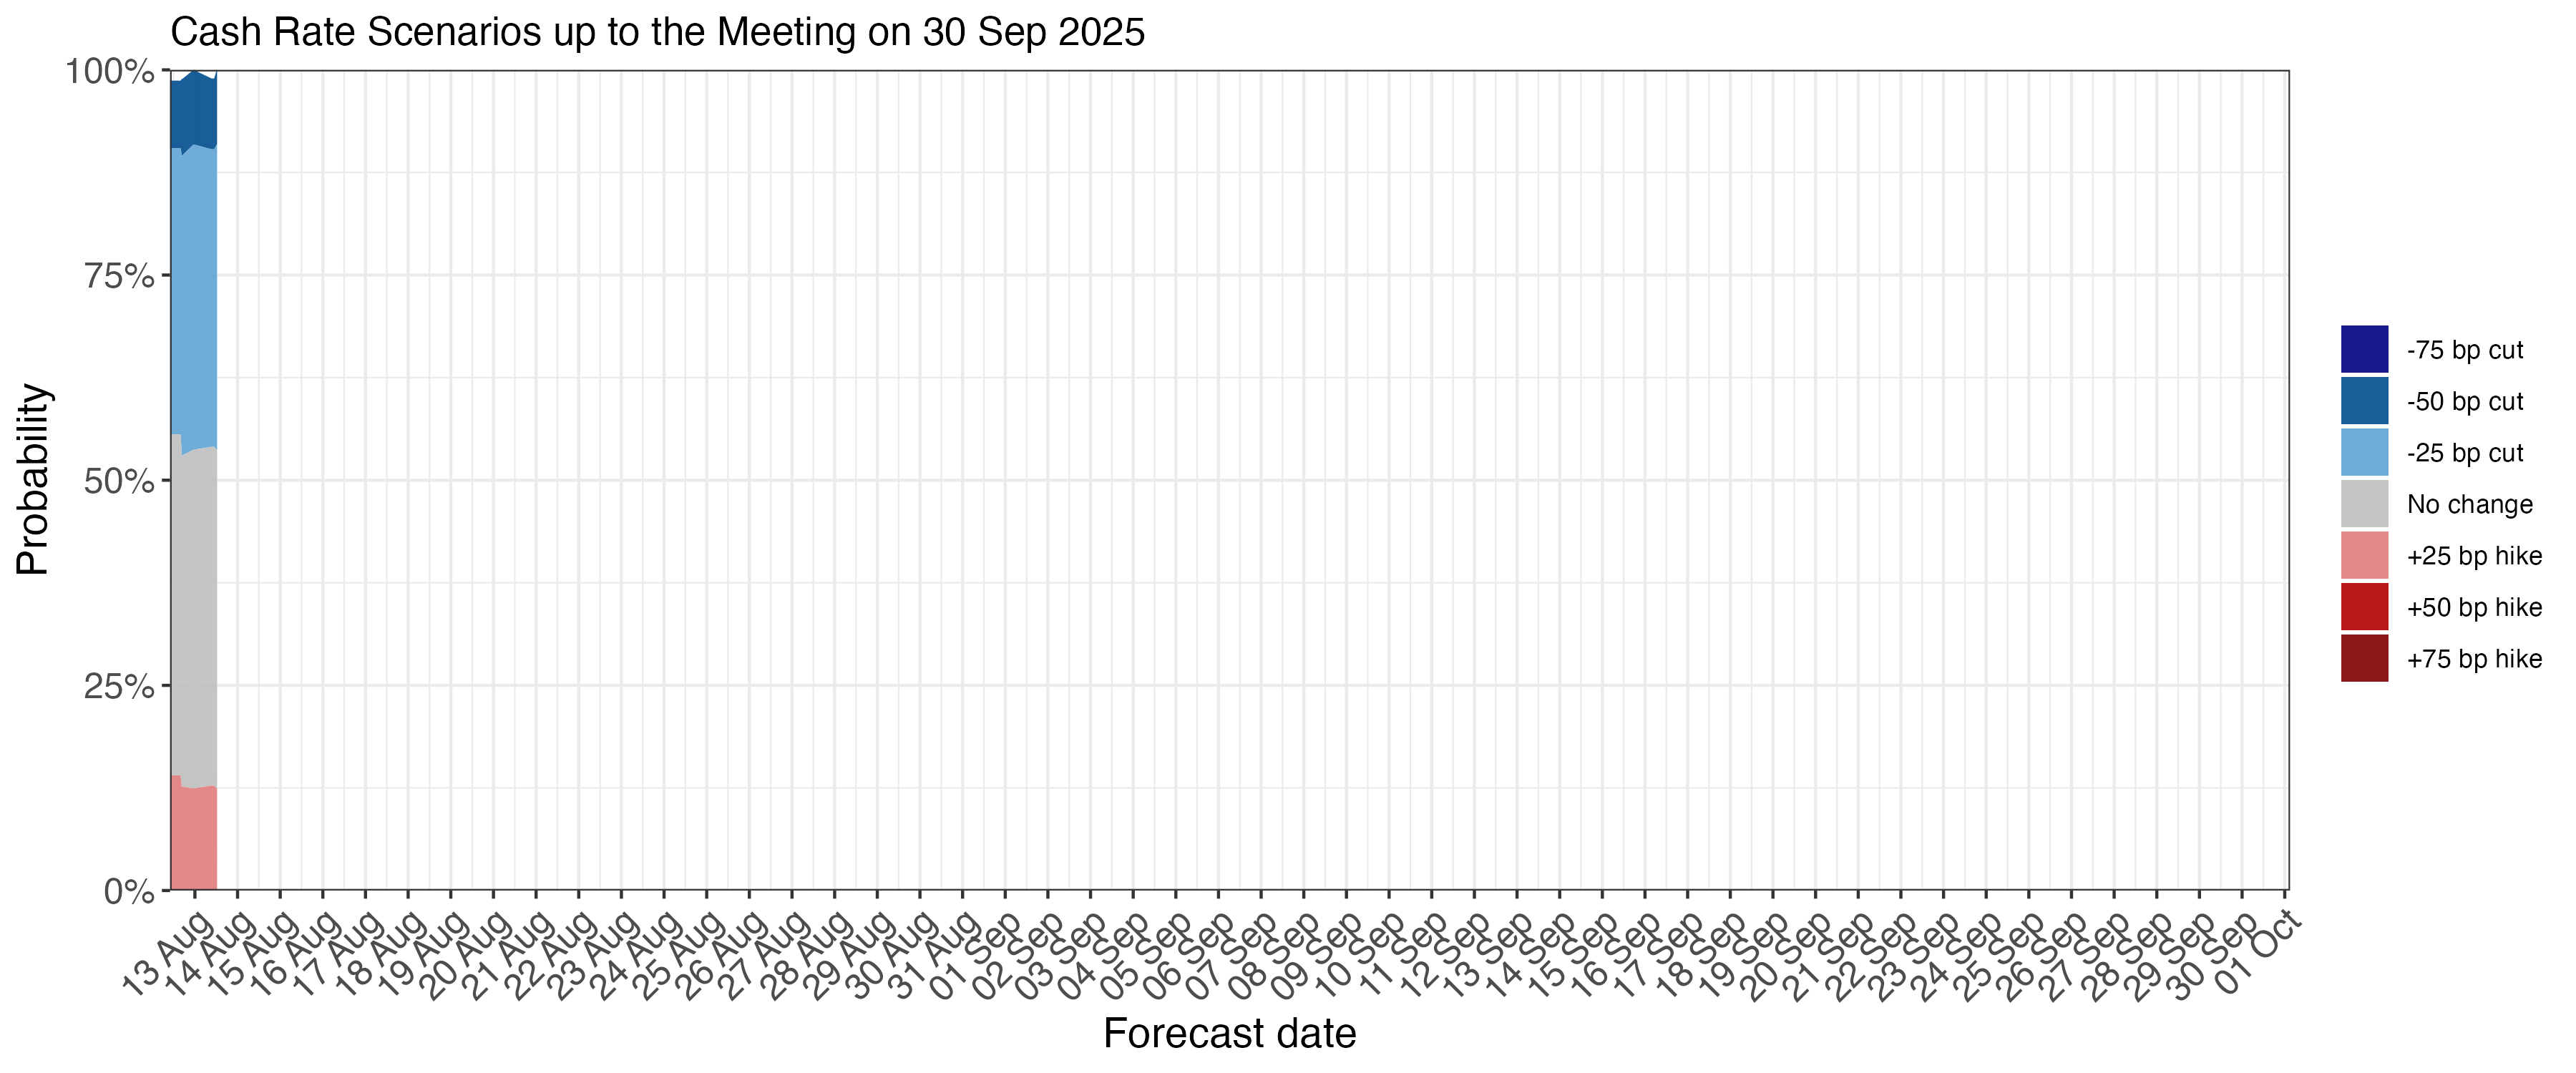 Cash Rate Scenarios up to the Meeting on 30 Sep 2025
100%
75%
50%
25%
0%
Probability
13 Aug
14 Aug
15 Aug
16 Aug
17 Aug
18 Aug
19 Aug
20 Aug
21 Aug
22 Aug
23 Aug
24 Aug
25 Aug
26 Aug
27 Aug
28 Aug
29 Aug
30 Aug
31 Aug
01 Sep
02 Sep
03 Sep
04 Sep
05 Sep
06 Sep
07 Sep
08 Sep
09 Sep
10 Sep
11 Sep
12 Sep
13 Sep
14 Sep
15 Sep
16 Sep
17 Sep
18 Sep
19 Sep
20 Sep
21 Sep
22 Sep
23 Sep
24 Sep
25 Sep
26 Sep
27 Sep
28 Sep
29 Sep
30 Sep
01 Oct
Forecast date
-75 bp cut
-50 bp cut
-25 bp cut
No change
+25 bp hike
+50 bp hike
+75 bp hike